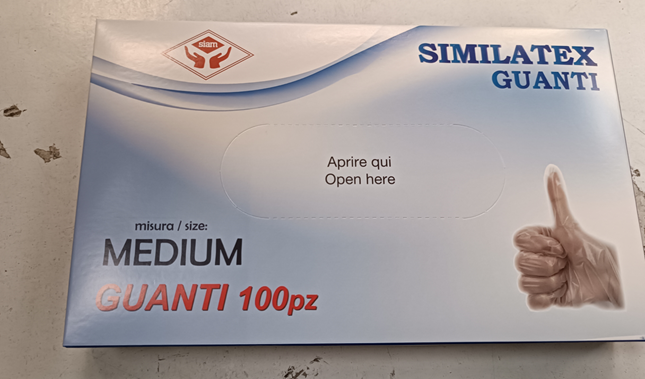 siam
SIMILATEX
GUANTI
Aprire qui
Open here
misura / size:
MEDIUM
GUANTI 100pz